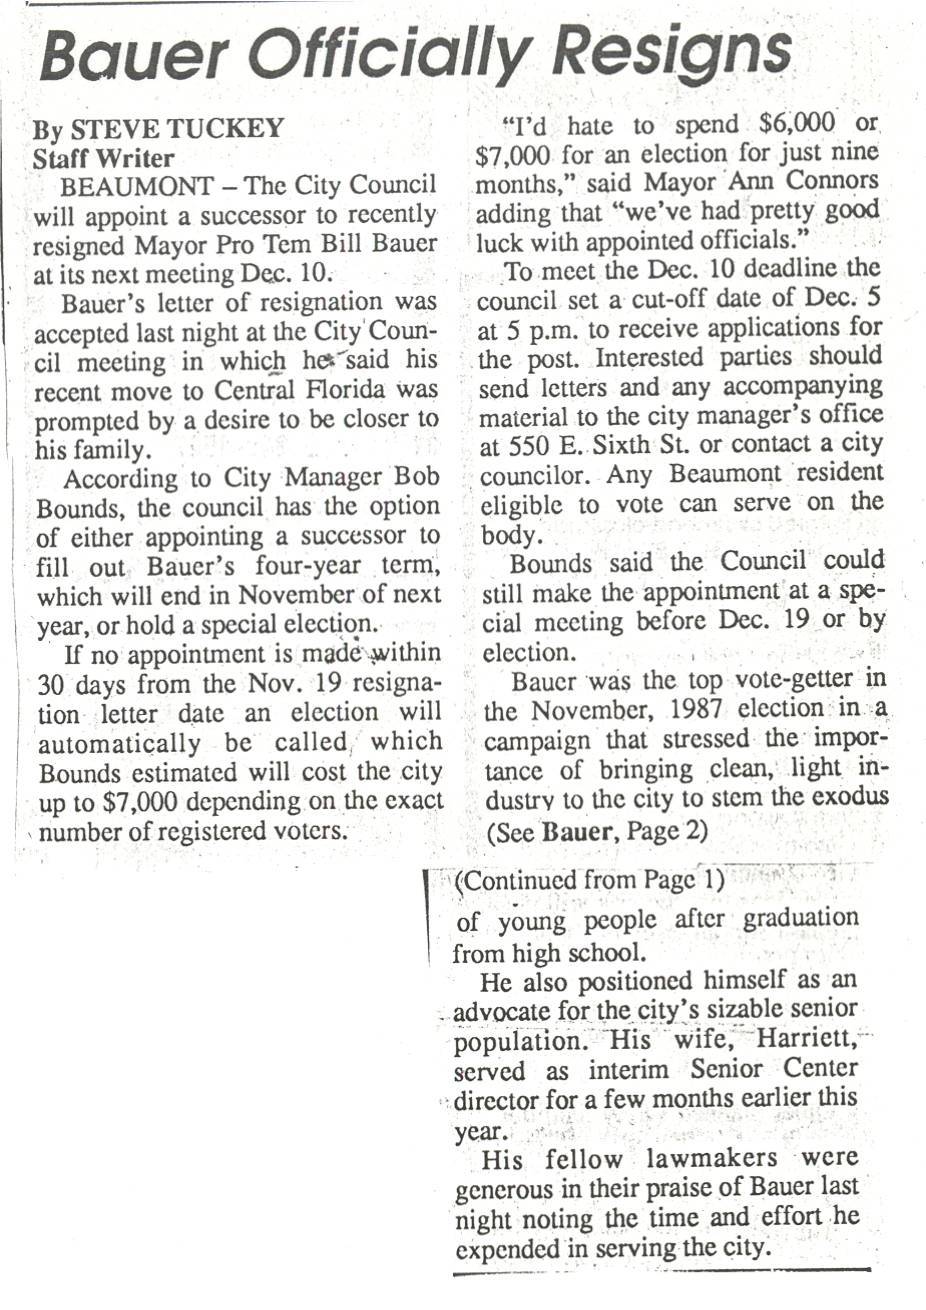 Bauer Officially Resigns
By STEVE TUCKEY
Staff Writer
BEAUMONT – The City Council
will appoint a successor to recently
resigned Mayor Pro Tem Bill Bauer
at its next meeting Dec. 10.
Bauer's letter of resignation was
accepted last night at the City Coun-
cil meeting in which he said his
recent move to Central Florida was
prompted by a desire to be closer to
his family.
According to City Manager Bob
Bounds, the council has the option
of either appointing a successor to
fill out Bauer's four-year term,
which will end in November of next
year, or hold a special election.
If no appointment is made within
30 days from the Nov. 19 resigna-
tion letter date an election will
automatically be called, which
Bounds estimated will cost the city
up to $7,000 depending on the exact
number of registered voters.
"I'd hate to spend $6,000 or
$7,000 for an election for just nine
months," said Mayor Ann Connors
adding that "we've had pretty good
luck with appointed officials."
To meet the Dec. 10 deadline the
council set a cut-off date of Dec. 5
at 5 p.m. to receive applications for
the post. Interested parties should
send letters and any accompanying
material to the city manager's office
at 550 E. Sixth St. or contact a city
councilor. Any Beaumont resident
eligible to vote can serve on the
body.
Bounds said the Council could
still make the appointment at a spe-
cial meeting before Dec. 19 or by
election.
Bauer was the top vote-getter in
the November, 1987 election in a
campaign that stressed the impor-
tance of bringing clean, light in-
dustry to the city to stem the exodus
(See Bauer, Page 2)
(Continued from Page 1)
of young people after graduation
from high school.
He also positioned himself as an
advocate for the city's sizable senior
population. His wife, Harriett,
served as interim Senior Center
director for a few months earlier this
year.
His fellow lawmakers were
generous in their praise of Bauer last
night noting the time and effort he
expended in serving the city.